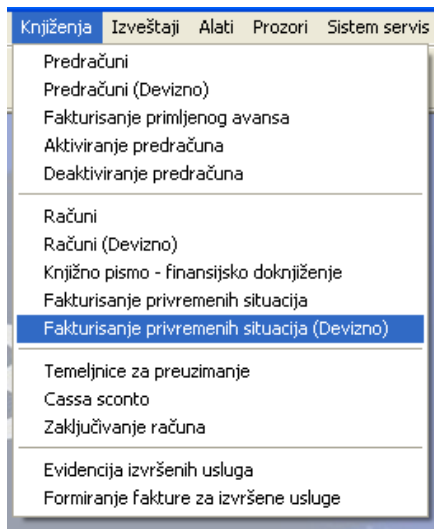 Knjiženja Izveštaji Alati Prozori Sistem servis
Predračuni
Predračuni (Devizno)
Fakturisanje primljenog avansa
Aktiviranje predračuna
Deaktiviranje predračuna
Računi
Računi (Devizno)
Knjižno pismo - finansijsko doknjiženje
Fakturisanje privremenih situacija
Fakturisanje privremenih situacija (Devizno)
Temeljnice za preuzimanje
Cassa sconto
Zaključivanje računa
Evidencija izvršenih usluga
Formiranje fakture za izvršene usluge